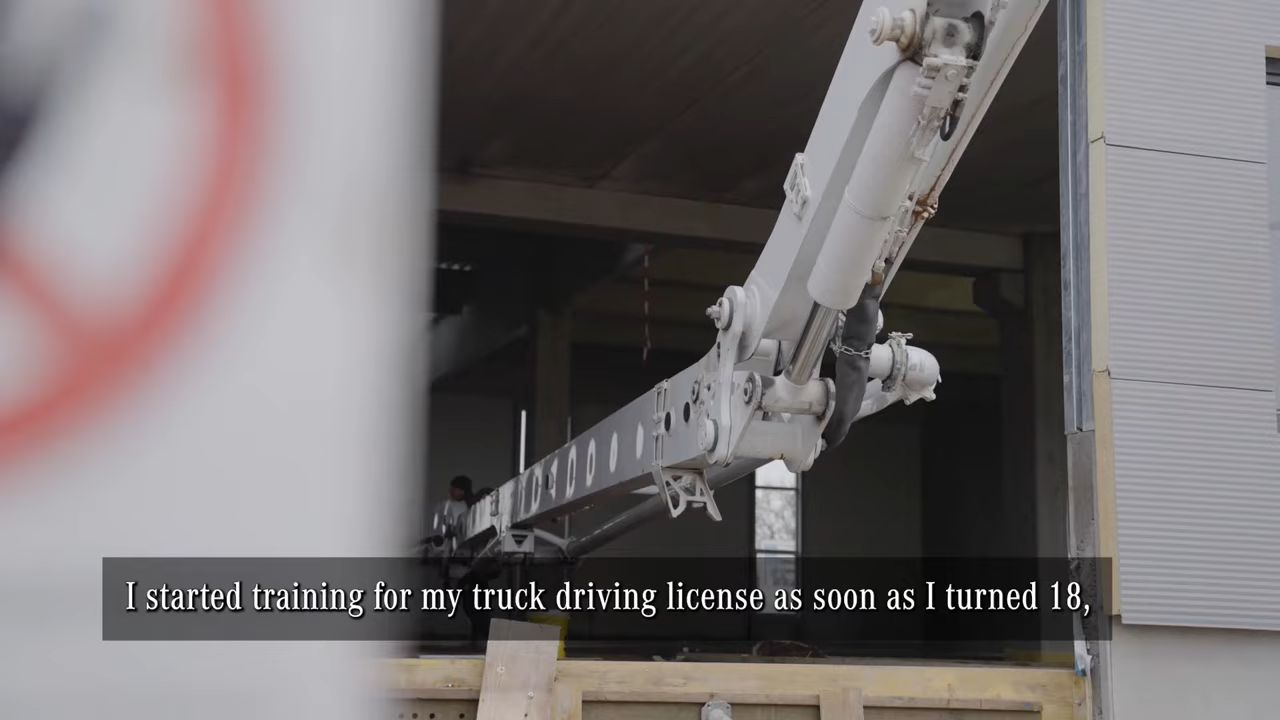 I started training for my truck driving license as soon as I turned 18,